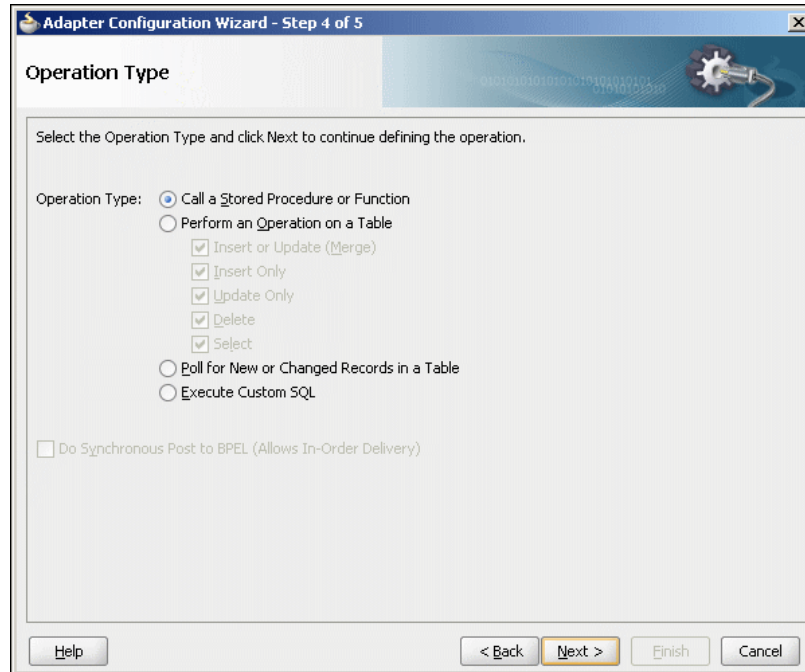 Adapter Configuration Wizard - Step 4 of 5
Operation Type
Select the Operation Type and click Next to continue defining the operation.
Operation Type: Call a Stored Procedure or Function
Perform an Operation on a Table
Insert or Update (Merge)
Insert Only
Update Only
Delete
Select
Poll for New or Changed Records in a Table
Execute Custom SQL
Do Synchronous Post to BPEL (Allows In-Order Delivery)
Help < Back Next > Finish Cancel